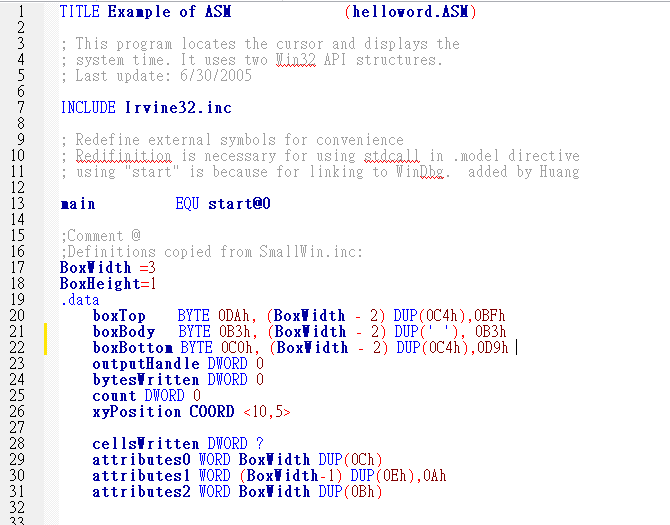 1 TITLE Example of ASM (helloword.ASM)
2
3 ; This program locates the cursor and displays the
4 ; system time. It uses two Win32 API structures.
5 ; Last update: 6/30/2005
6
7 INCLUDE Irvine32.inc
8
9 ; Redefine external symbols for convenience
10 ; Redifinition is necessary for using stdcall in .model directive
11 ; using "start" is because for linking to WinDbg. added by Huang
12
13 main EQU start@0
14
15 ;Comment @
16 ;Definitions copied from SmallWin.inc:
17 BoxWidth =3
18 BoxHeight=1
19 .data
20 boxTop BYTE 0DAh, (BoxWidth - 2) DUP(0C4h),0BFh
21 boxBody BYTE 0B3h, (BoxWidth - 2) DUP(' '), 0B3h
22 boxBottom BYTE 0C0h, (BoxWidth - 2) DUP(0C4h),0D9h
23 outputHandle DWORD 0
24 bytesWritten DWORD 0
25 count DWORD 0
26 xyPosition COORD <10,5>
27
28 cellsWritten DWORD ?
29 attributes0 WORD BoxWidth DUP(0Ch)
30 attributes1 WORD (BoxWidth-1) DUP(0Eh),0Ah
31 attributes2 WORD BoxWidth DUP(0Bh)
32
33